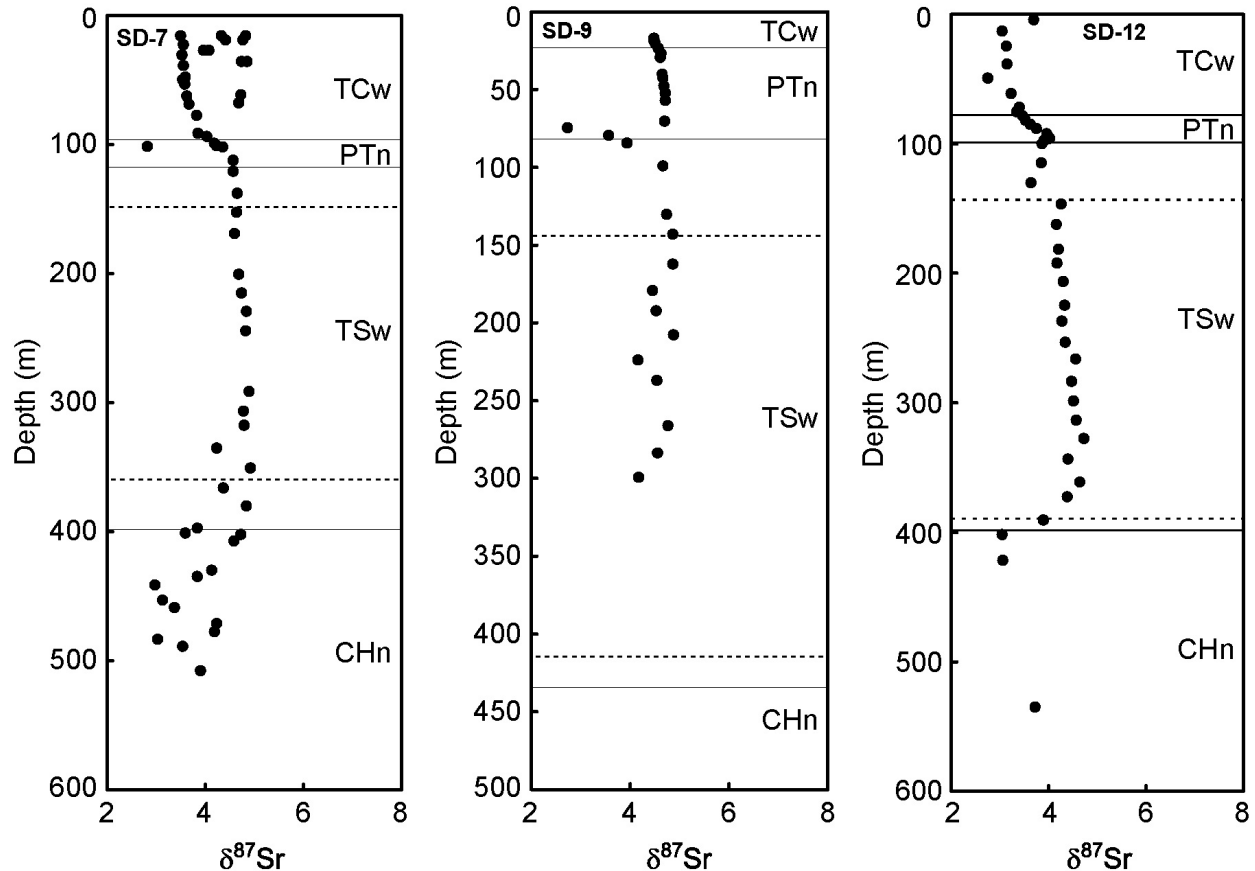 SD-7
TCw
PTn
TSw
CHn
0
100
200
300
400
500
600
2 4 6 8
Depth (m)
δ⁸⁷Sr
SD-9
TCw
PTn
TSw
CHn
0
50
100
150
200
250
300
350
400
450
500
2 4 6 8
Depth (m)
δ⁸⁷Sr
SD-12
TCw
PTn
TSw
CHn
0
100
200
300
400
500
600
2 4 6 8
Depth (m)
δ⁸⁷Sr